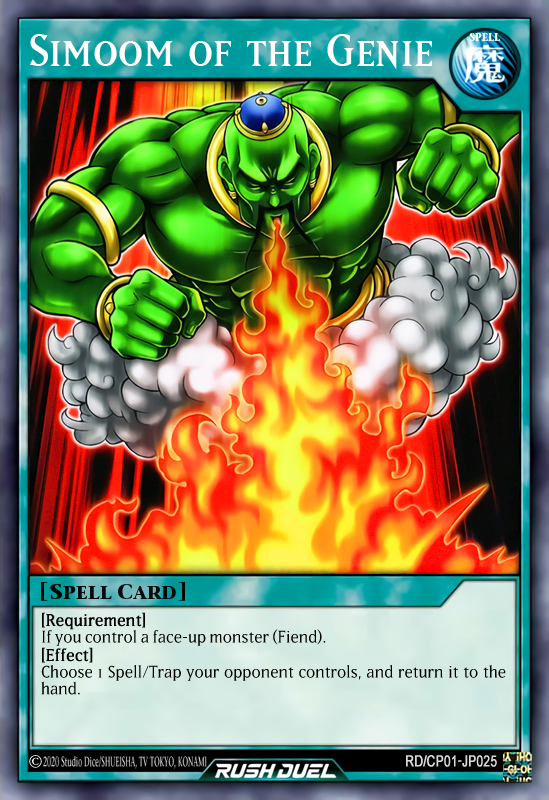 Simoom of the Genie
SPELL
魔
[Spell Card]
[Requirement]
If you control a face-up monster (Fiend).
[Effect]
Choose 1 Spell/Trap your opponent controls, and return it to the
hand.
©2020 Studio Dice/SHUEISHA, TV TOKYO, KONAMI
RUSH DUEL
RD/CP01-JP025